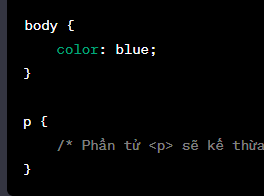 body {
    color: blue;
}

p {
    /* Phần tử <p> sẽ kế thừa
}